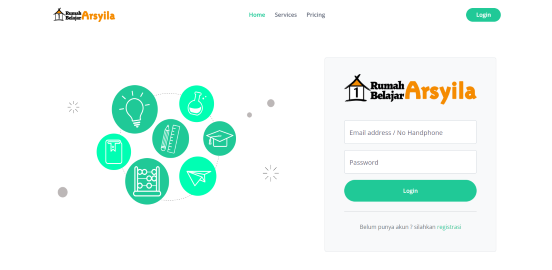 Rumah
Belajar Arsyila
Home Services Pricing Login
1 Rumah
Belajar Arsyila
Email address / No Handphone
Password
Login
Belum punya akun ? silahkan registrasi